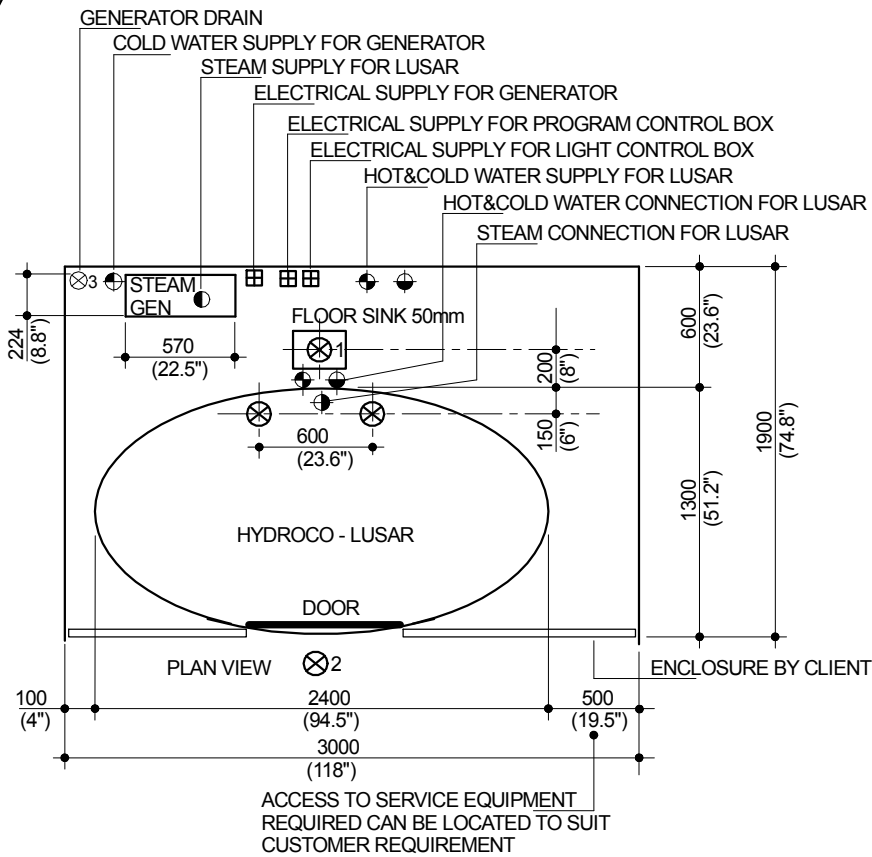 GENERATOR DRAIN
COLD WATER SUPPLY FOR GENERATOR
STEAM SUPPLY FOR LUSAR
ELECTRICAL SUPPLY FOR GENERATOR
ELECTRICAL SUPPLY FOR PROGRAM CONTROL BOX
ELECTRICAL SUPPLY FOR LIGHT CONTROL BOX
HOT&COLD WATER SUPPLY FOR LUSAR
HOT&COLD WATER CONNECTION FOR LUSAR
STEAM CONNECTION FOR LUSAR
3
STEAM
GEN
224
(8.8")
570
(22.5")
FLOOR SINK 50mm
1
200
(8")
600
(23.6")
150
(6")
600
(23.6")
1300
(51.2")
1900
(74.8")
HYDROCO - LUSAR
DOOR
PLAN VIEW
2
ENCLOSURE BY CLIENT
100
(4")
2400
(94.5")
500
(19.5")
3000
(118")
ACCESS TO SERVICE EQUIPMENT
REQUIRED CAN BE LOCATED TO SUIT
CUSTOMER REQUIREMENT